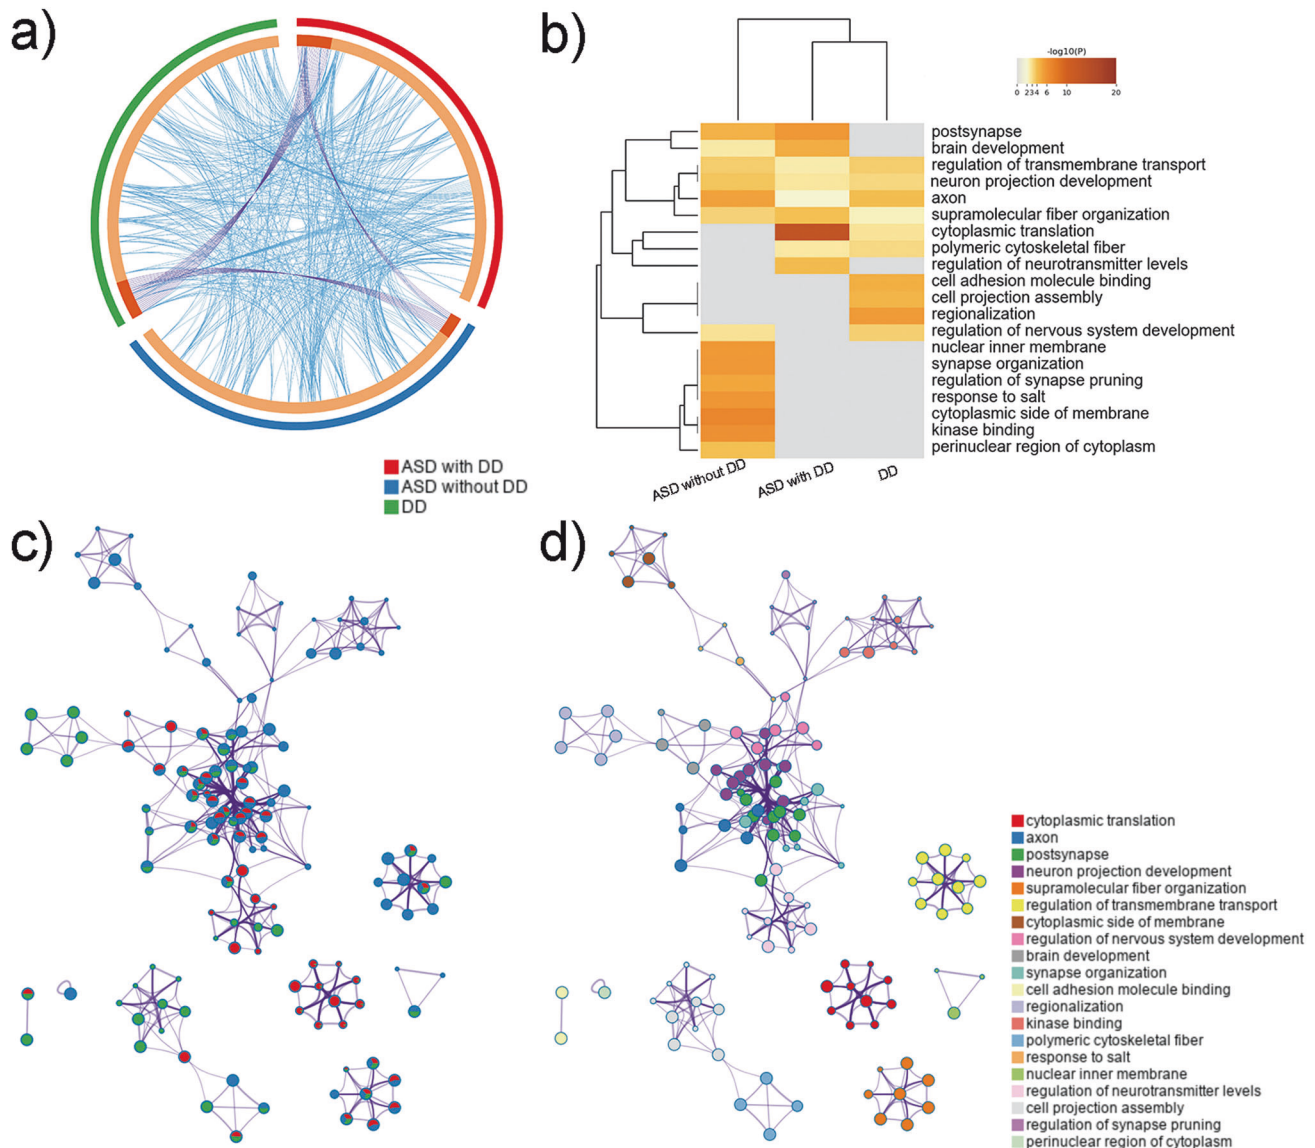 a)
b)
-log10(P)
0 2 3 4 6 10 20
postsynapse
brain development
regulation of transmembrane transport
neuron projection development
axon
supramolecular fiber organization
cytoplasmic translation
polymeric cytoskeletal fiber
regulation of neurotransmitter levels
cell adhesion molecule binding
cell projection assembly
regionalization
regulation of nervous system development
nuclear inner membrane
synapse organization
regulation of synapse pruning
response to salt
cytoplasmic side of membrane
kinase binding
perinuclear region of cytoplasm
ASD without DD
ASD with DD
DD
ASD with DD
ASD without DD
DD
c)
d)
cytoplasmic translation
axon
postsynapse
neuron projection development
supramolecular fiber organization
regulation of transmembrane transport
cytoplasmic side of membrane
regulation of nervous system development
brain development
synapse organization
cell adhesion molecule binding
regionalization
kinase binding
polymeric cytoskeletal fiber
response to salt
nuclear inner membrane
regulation of neurotransmitter levels
cell projection assembly
regulation of synapse pruning
perinuclear region of cytoplasm